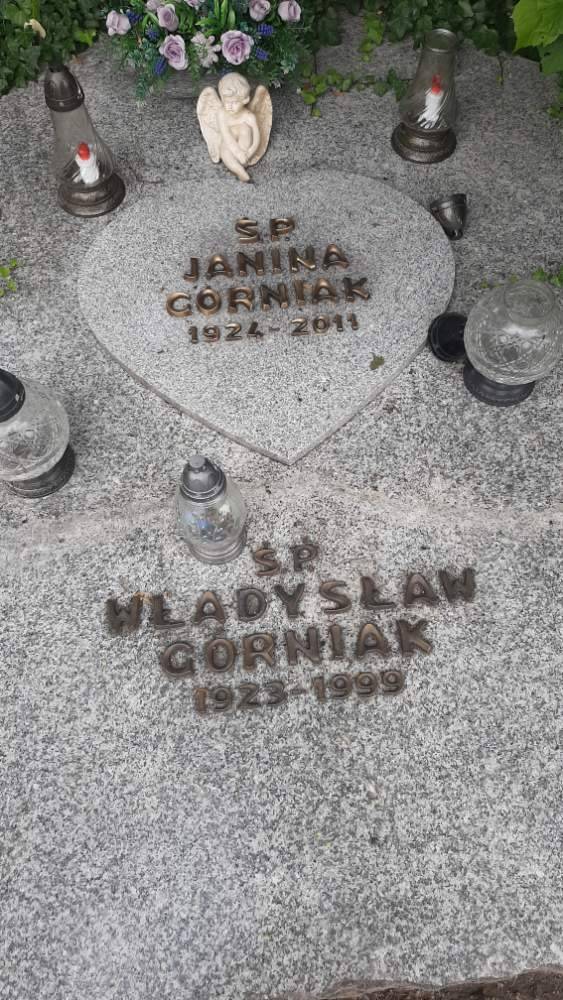 Ś.P.
JANINA
GÓRNIAK
1924-2011
Ś.P.
WŁADYSŁAW
GÓRNIAK
1923-1999